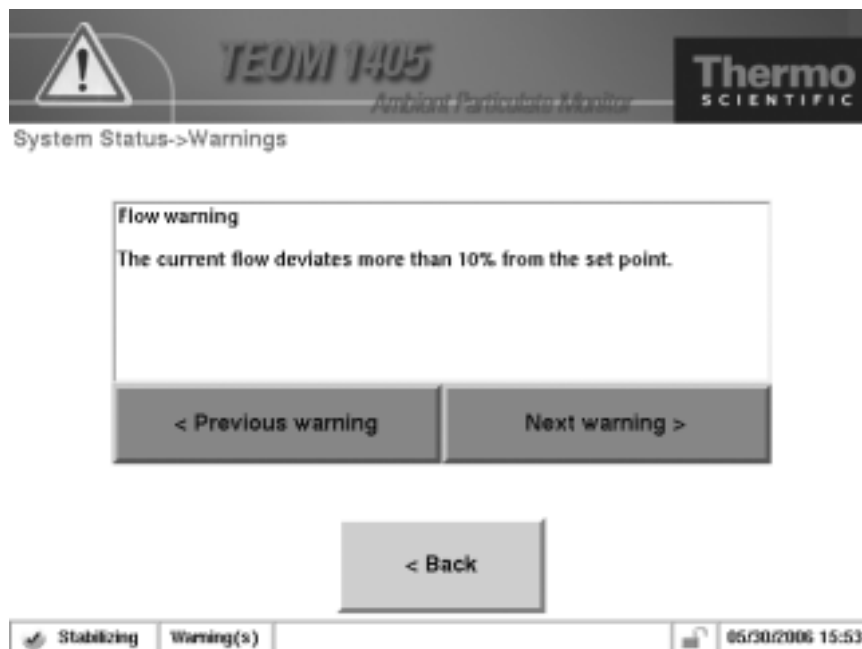 TEOM 1405
Ambient Particulate Monitor
Thermo
SCIENTIFIC
System Status->Warnings
Flow warning
The current flow deviates more than 10% from the set point.
< Previous warning
Next warning >
< Back
Stabilizing
Warning(s)
05/30/2006 15:53